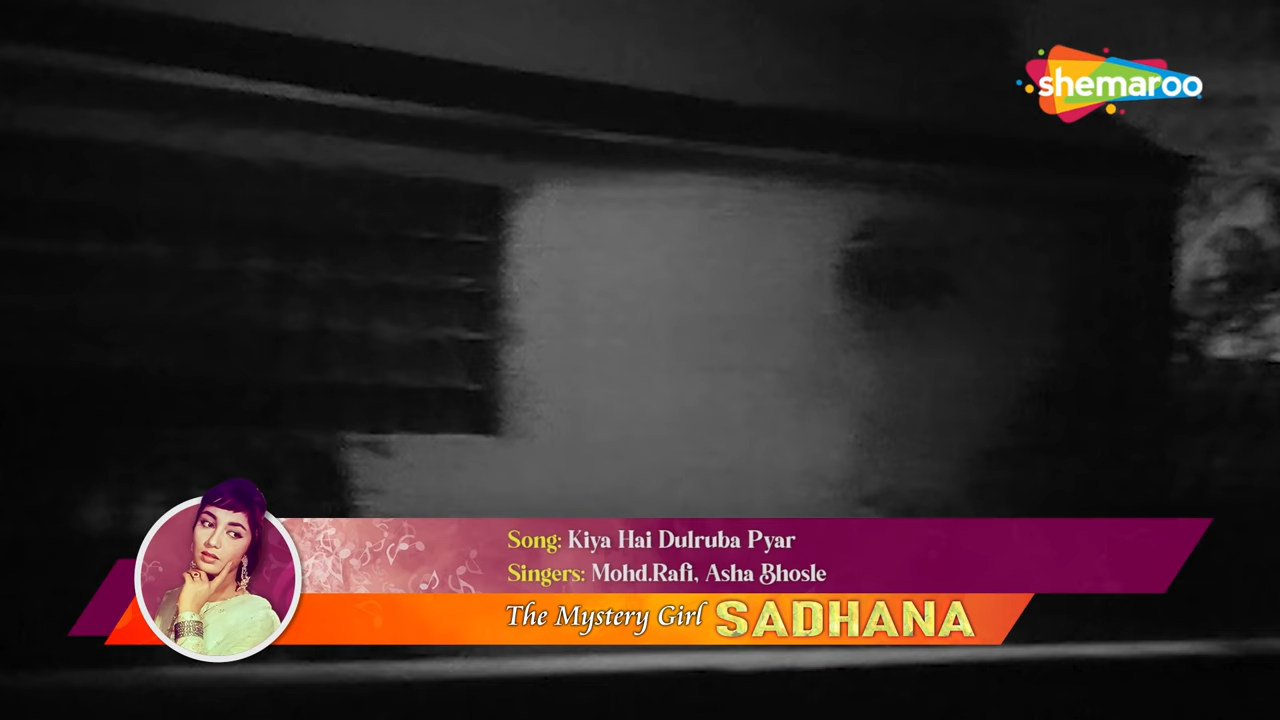 shemaroo
Song: Kiya Hai Dulruba Pyar
Singers: Mohd.Rafi, Asha Bhosle
The Mystery Girl SADHANA